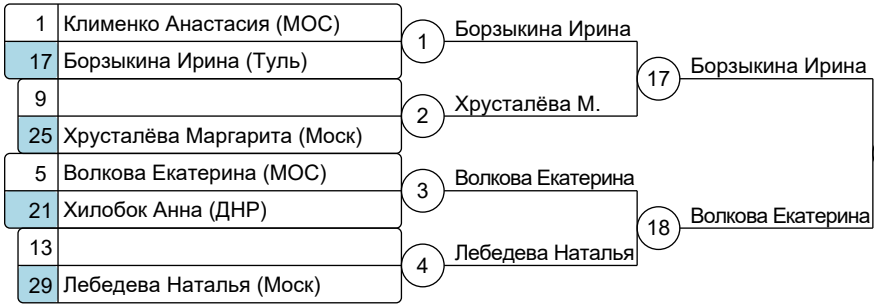 1 Клименко Анастасия (МОС)
17 Борзыкина Ирина (Туль)
1 Борзыкина Ирина
9
25 Хрусталёва Маргарита (Моск)
2 Хрусталёва М.
17 Борзыкина Ирина
5 Волкова Екатерина (МОС)
21 Хилобок Анна (ДНР)
3 Волкова Екатерина
13
29 Лебедева Наталья (Моск)
4 Лебедева Наталья
18 Волкова Екатерина